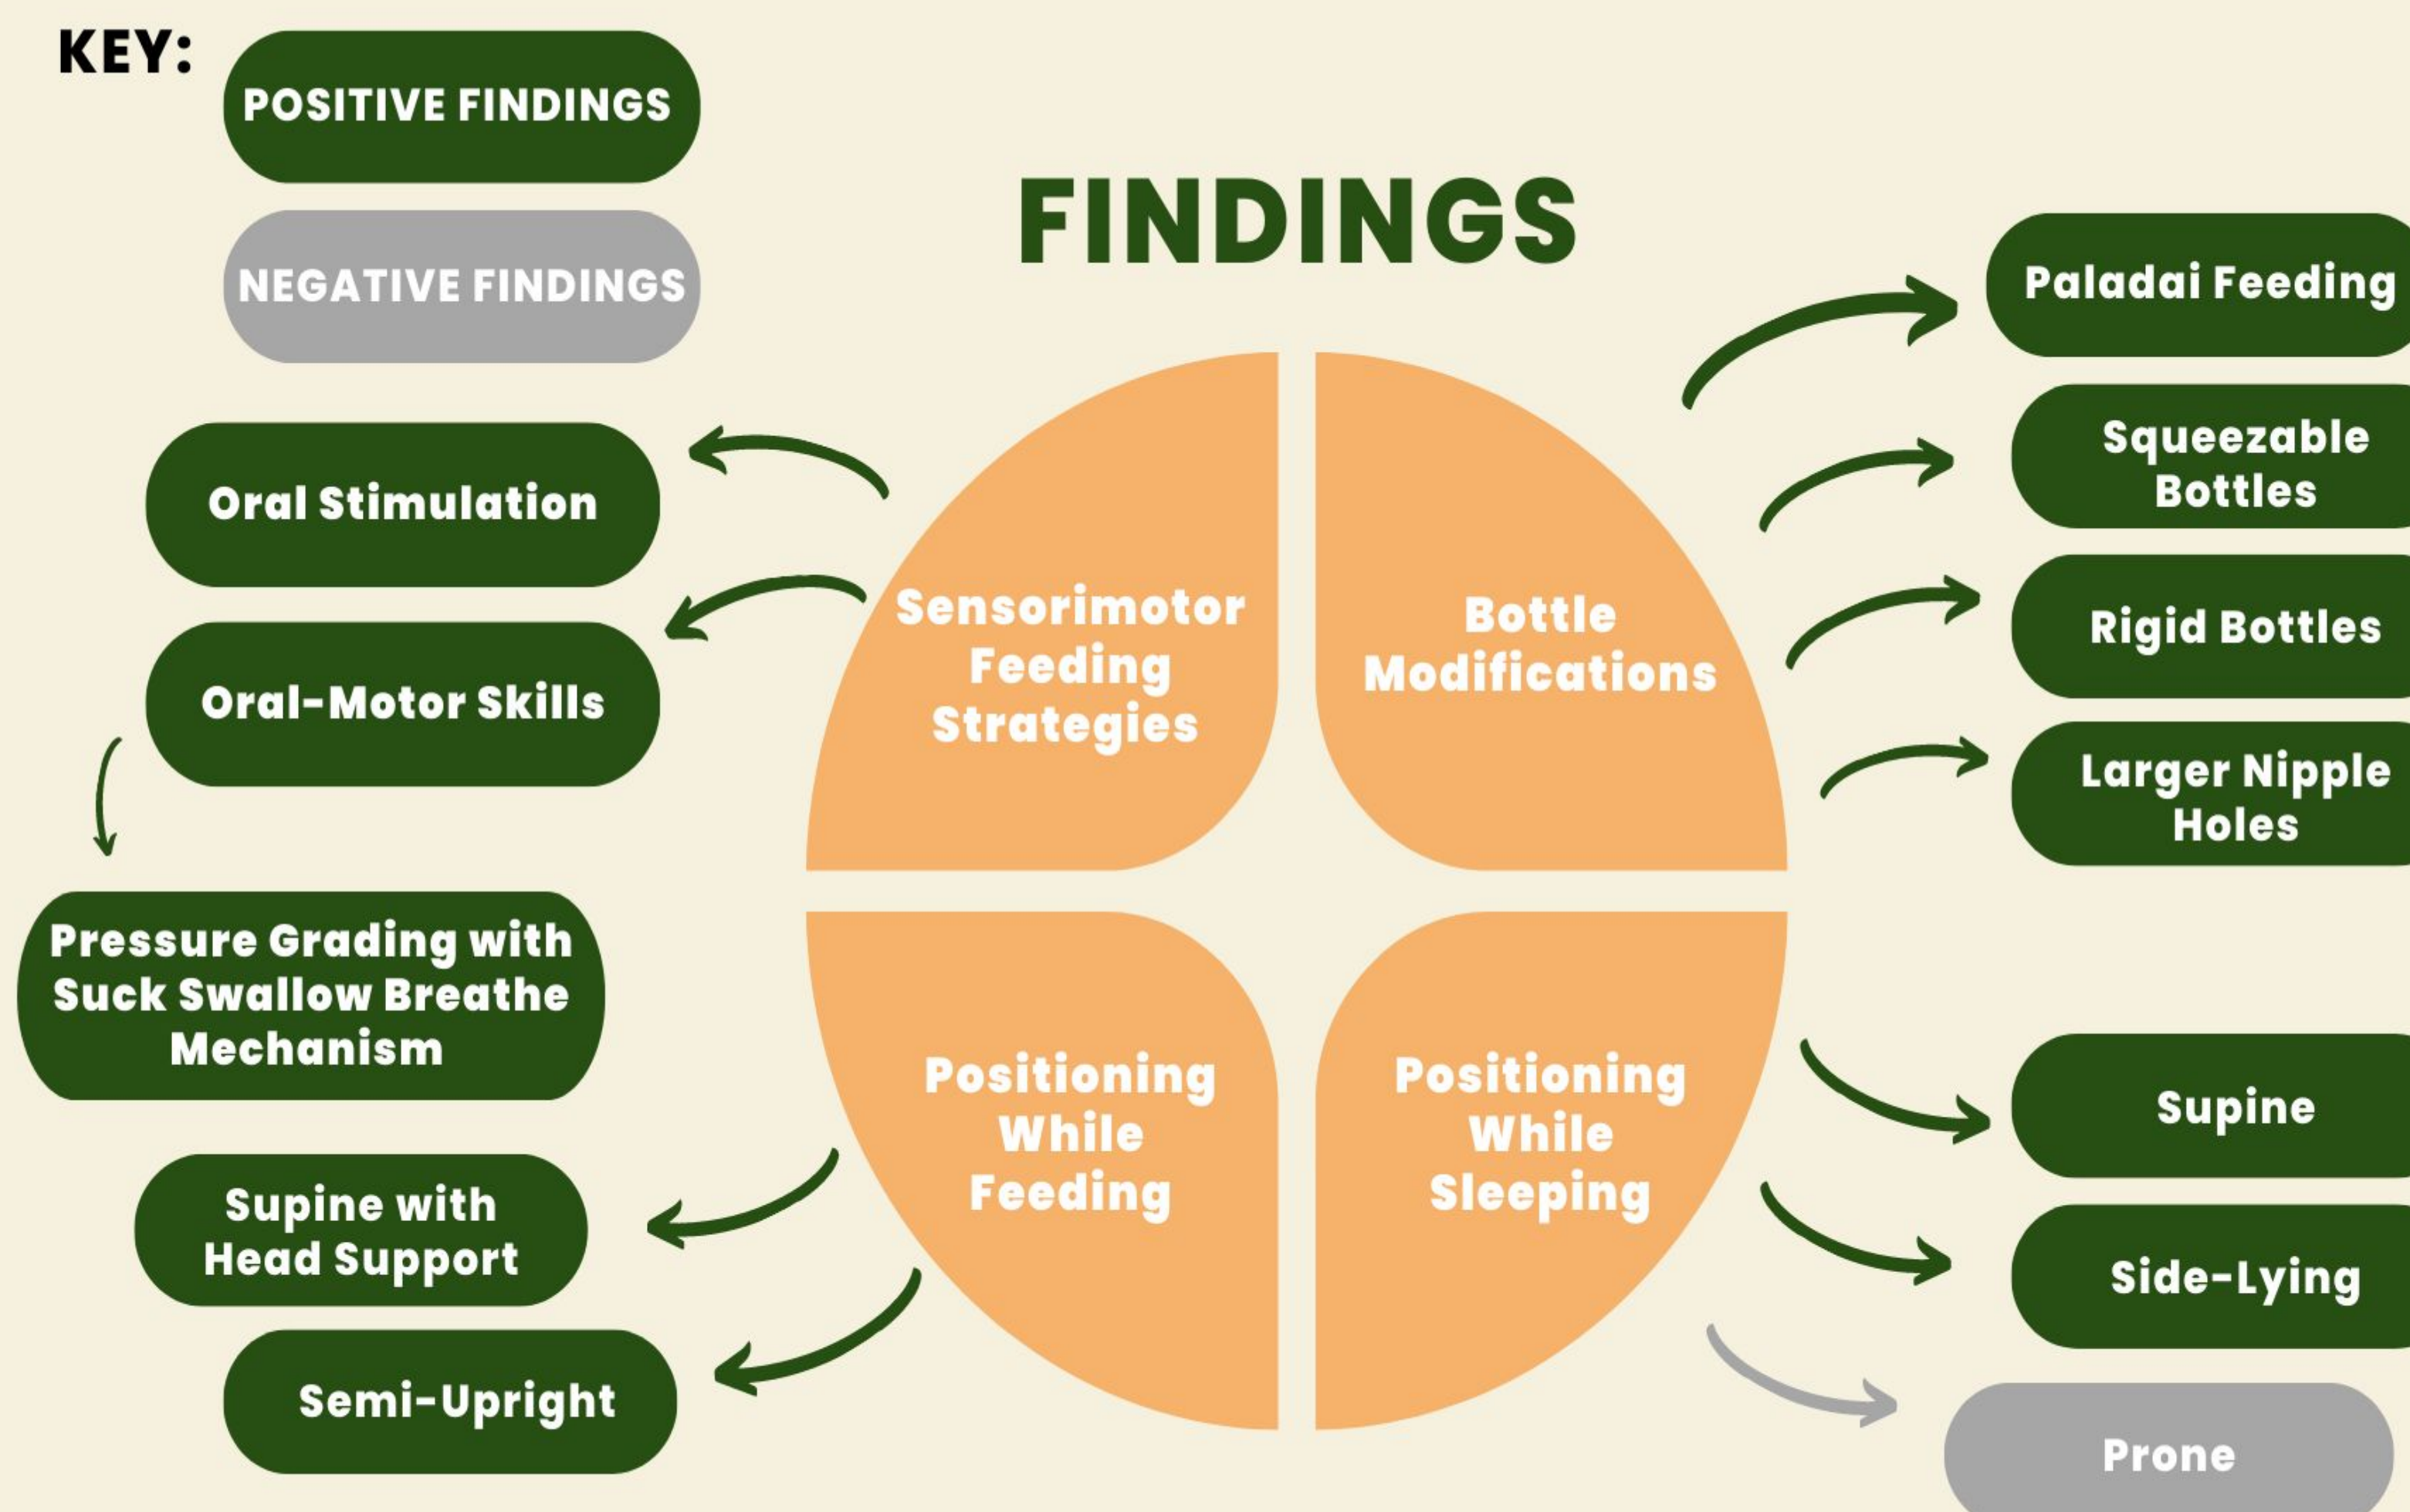 KEY:
POSITIVE FINDINGS
NEGATIVE FINDINGS
FINDINGS
Oral Stimulation
Oral-Motor Skills
Pressure Grading with
Suck Swallow Breathe
Mechanism
Sensorimotor
Feeding
Strategies
Bottle
Modifications
Paladai Feeding
Squeezable
Bottles
Rigid Bottles
Larger Nipple
Holes
Positioning
While
Feeding
Supine with
Head Support
Semi-Upright
Positioning
While
Sleeping
Supine
Side-Lying
Prone